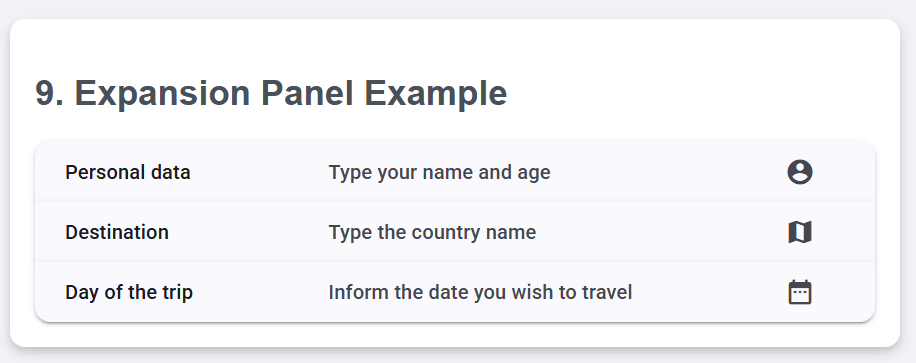 9. Expansion Panel Example
Personal data Type your name and age
Destination Type the country name
Day of the trip Inform the date you wish to travel